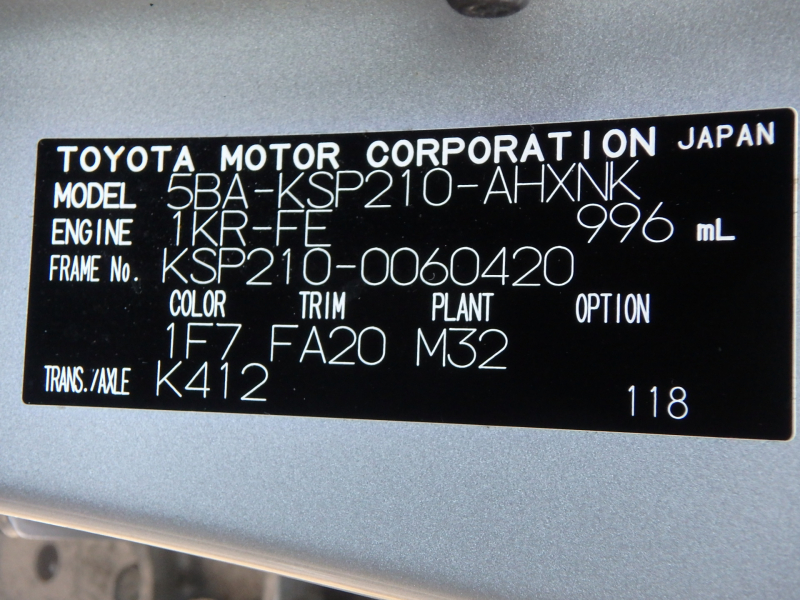 TOYOTA MOTOR CORPORATION JAPAN
MODEL 5BA-KSP210-AHXNK
ENGINE 1KR-FE 996 mL
FRAME No. KSP210-0060420
COLOR TRIM PLANT OPTION
1F7 FA20 M32
TRANS./AXLE K412
118